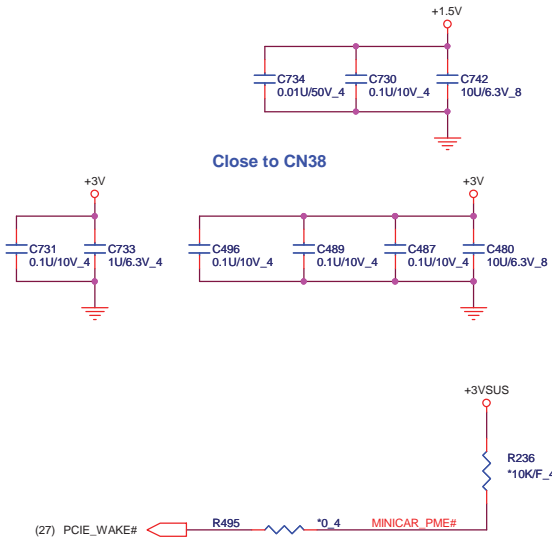 +1.5V
C734
0.01U/50V_4
C730
0.1U/10V_4
C742
10U/6.3V_8
Close to CN38
+3V
+3V
C731
0.1U/10V_4
C733
1U/6.3V_4
C496
0.1U/10V_4
C489
0.1U/10V_4
C487
0.1U/10V_4
C480
10U/6.3V_8
+3VSUS
R236
*10K/F_4
(27) PCIE_WAKE# R495 *0_4 MINICAR_PME#